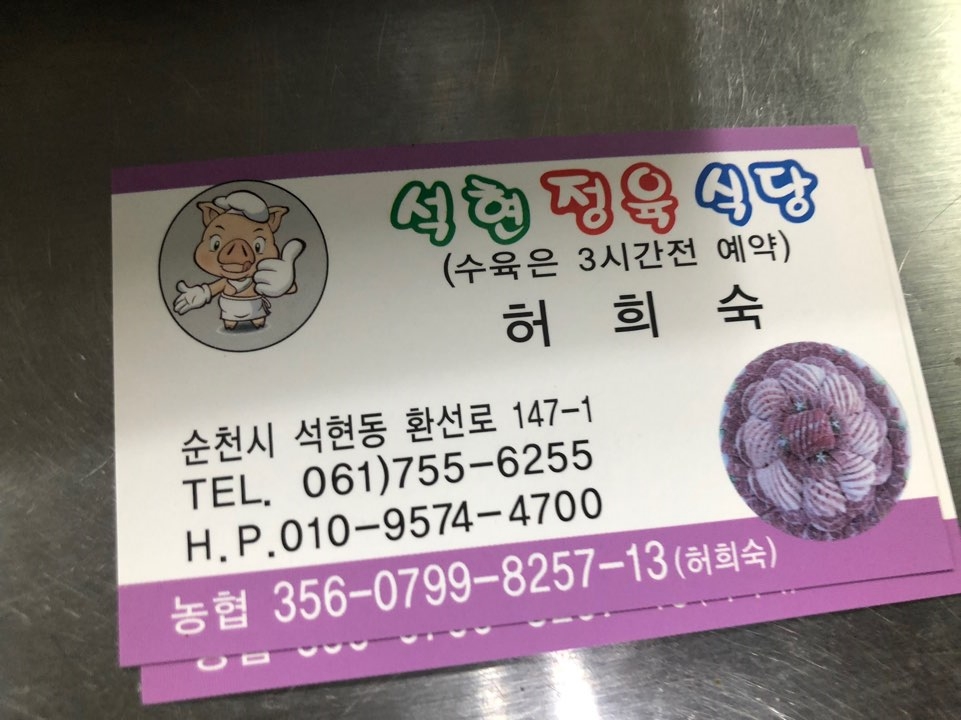 석현 정육 식당
(수육은 3시간전 예약)
허 희 숙
순천시 석현동 환선로 147-1
TEL. 061)755-6255
H.P.010-9574-4700
농협 356-0799-8257-13(허희숙)